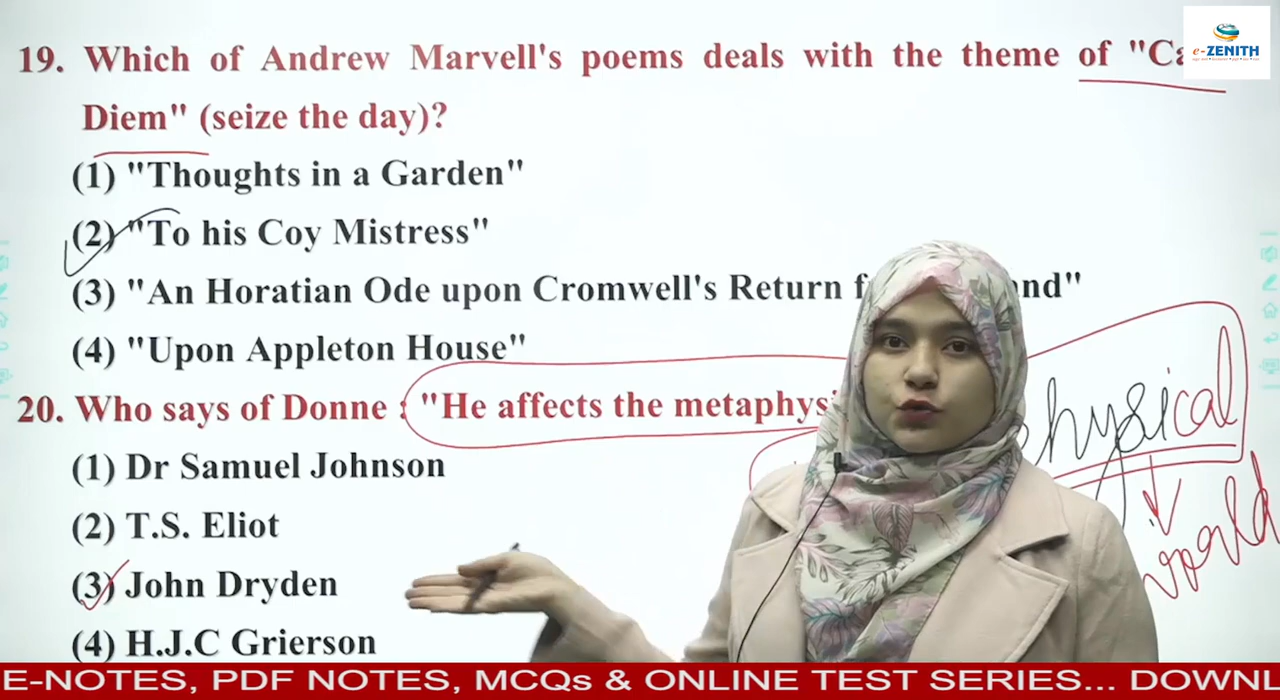 e-ZENITH
19. Which of Andrew Marvell's poems deals with the theme of "Ca
Diem" (seize the day)?
(1) "Thoughts in a Garden"
(2) "To his Coy Mistress"
(3) "An Horatian Ode upon Cromwell's Return f nd"
(4) "Upon Appleton House"
20. Who says of Donne : "He affects the metaphys
physical
world
(1) Dr Samuel Johnson
(2) T.S. Eliot
(3) John Dryden
(4) H.J.C Grierson
E-NOTES, PDF NOTES, MCQs & ONLINE TEST SERIES... DOWNL